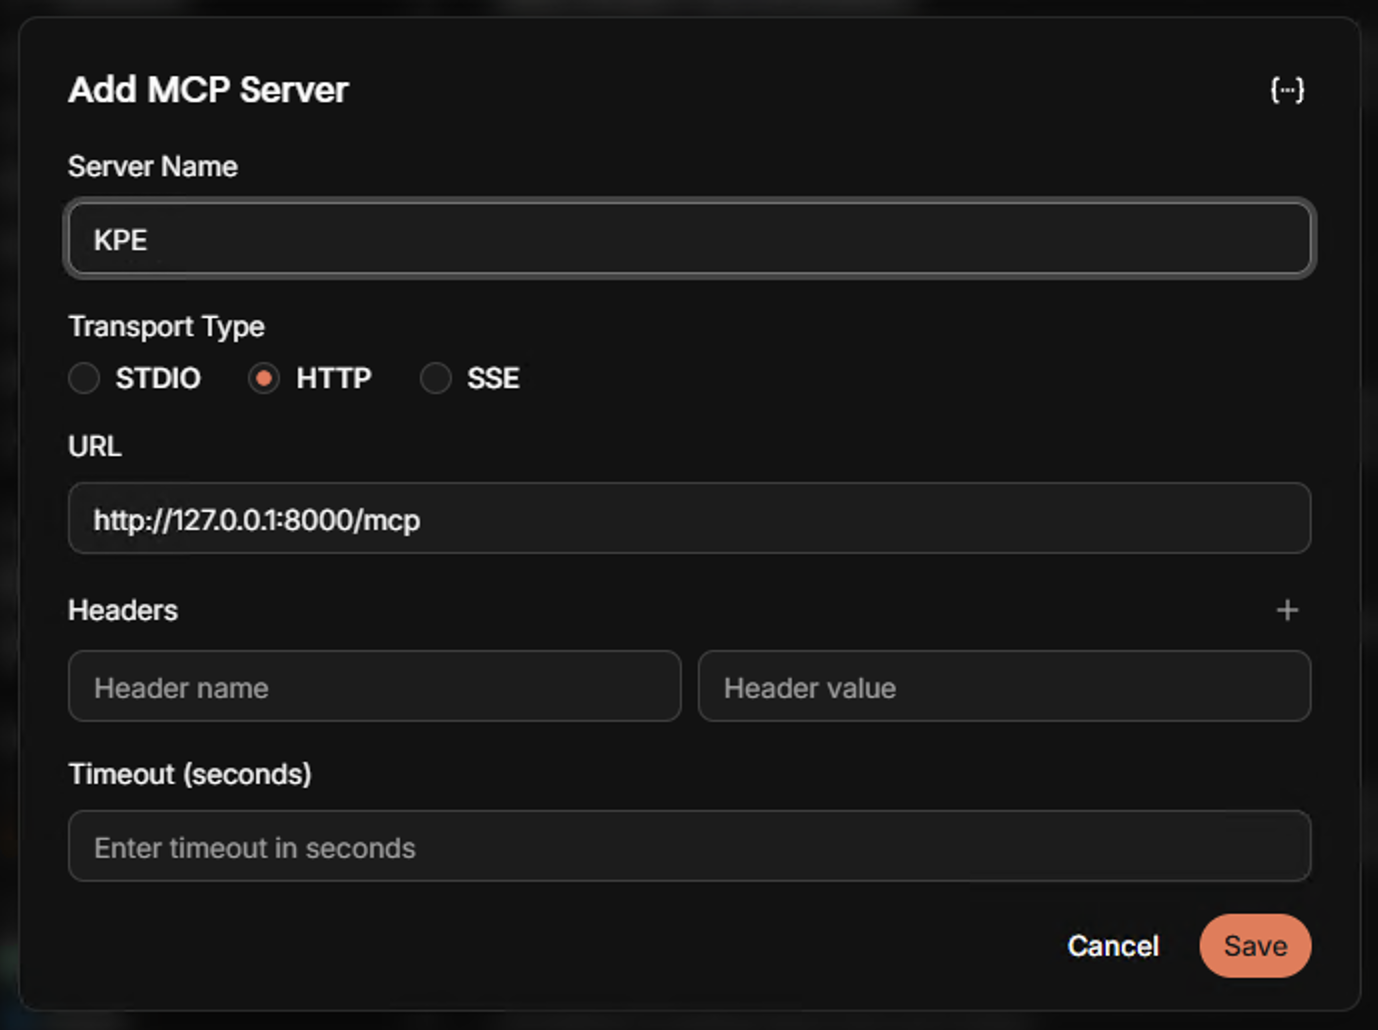 Add MCP Server
{···}
Server Name
KPE
Transport Type
STDIO HTTP SSE
URL
http://127.0.0.1:8000/mcp
Headers +
Header name Header value
Timeout (seconds)
Enter timeout in seconds
Cancel Save